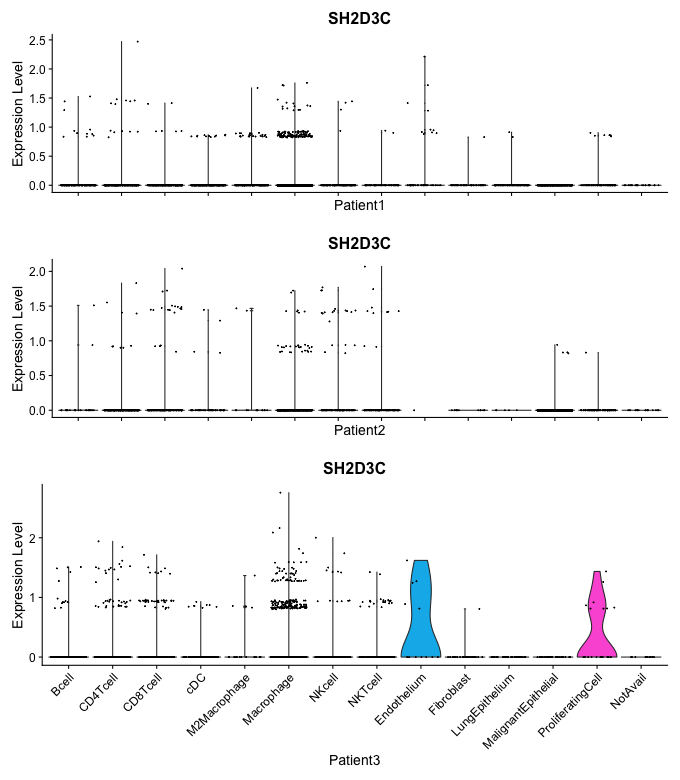 SH2D3C
Expression Level
2.5
2.0
1.5
1.0
0.5
0.0
Patient1
SH2D3C
Expression Level
2.0
1.5
1.0
0.5
0.0
Patient2
SH2D3C
Expression Level
2
1
0
Bcell
CD4Tcell
CD8Tcell
cDC
M2Macrophage
Macrophage
NKcell
NKTcell
Endothelium
Fibroblast
LungEpithelium
MalignantEpithelial
ProliferatingCell
NotAvail
Patient3